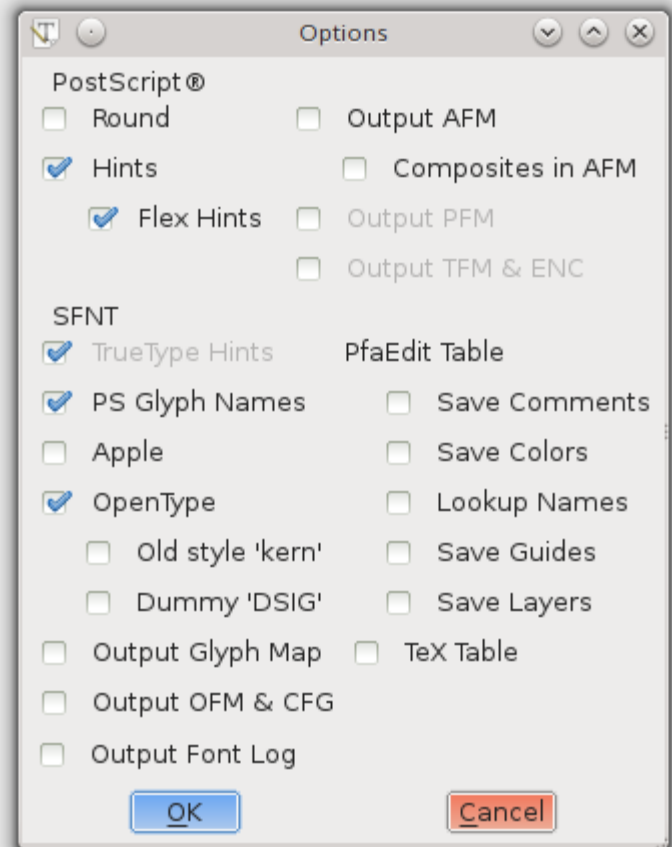 Options
PostScript®
Round Output AFM
Hints Composites in AFM
Flex Hints Output PFM
Output TFM & ENC
SFNT
TrueType Hints PfaEdit Table
PS Glyph Names Save Comments
Apple Save Colors
OpenType Lookup Names
Old style 'kern' Save Guides
Dummy 'DSIG' Save Layers
Output Glyph Map TeX Table
Output OFM & CFG
Output Font Log
OK Cancel